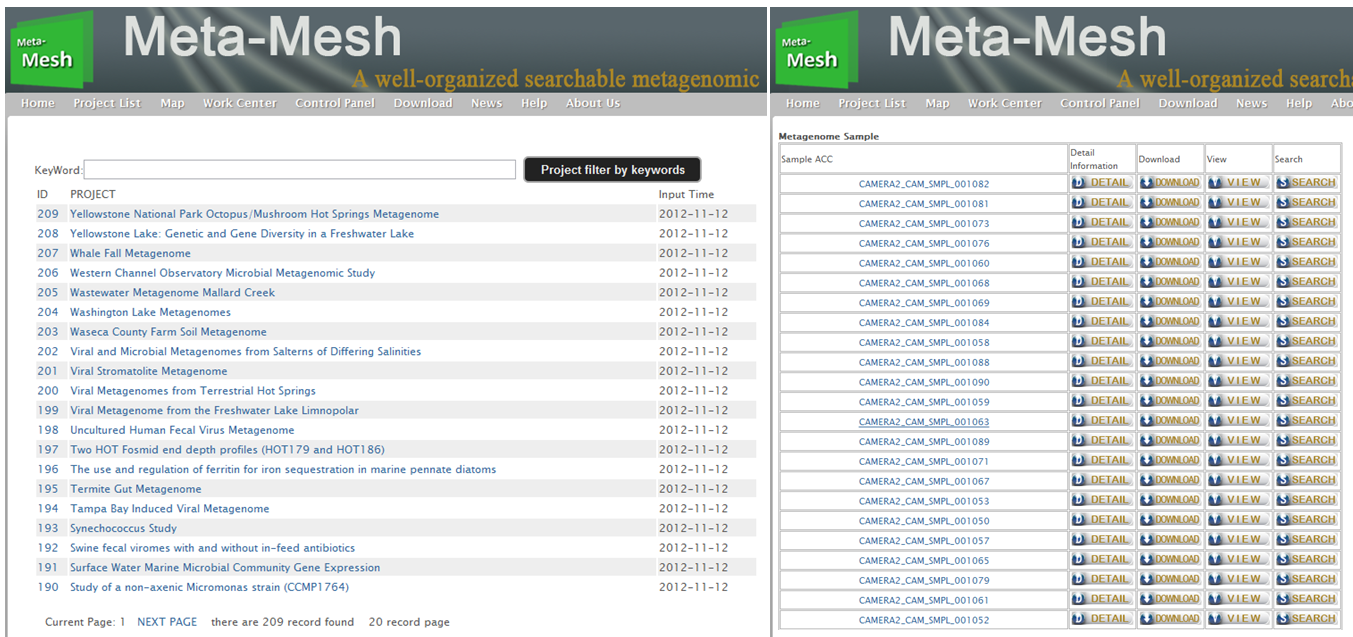 Meta-
Mesh
Meta-Mesh
A well-organized searchable metagenomic
Home Project List Map Work Center Control Panel Download News Help About Us
KeyWord: Project filter by keywords
ID PROJECT Input Time
209 Yellowstone National Park Octopus/Mushroom Hot Springs Metagenome 2012-11-12
208 Yellowstone Lake: Genetic and Gene Diversity in a Freshwater Lake 2012-11-12
207 Whale Fall Metagenome 2012-11-12
206 Western Channel Observatory Microbial Metagenomic Study 2012-11-12
205 Wastewater Metagenome Mallard Creek 2012-11-12
204 Washington Lake Metagenomes 2012-11-12
203 Waseca County Farm Soil Metagenome 2012-11-12
202 Viral and Microbial Metagenomes from Salterns of Differing Salinities 2012-11-12
201 Viral Stromatolite Metagenome 2012-11-12
200 Viral Metagenomes from Terrestrial Hot Springs 2012-11-12
199 Viral Metagenome from the Freshwater Lake Limnopolar 2012-11-12
198 Uncultured Human Fecal Virus Metagenome 2012-11-12
197 Two HOT Fosmid end depth profiles (HOT179 and HOT186) 2012-11-12
196 The use and regulation of ferritin for iron sequestration in marine pennate diatoms 2012-11-12
195 Termite Gut Metagenome 2012-11-12
194 Tampa Bay Induced Viral Metagenome 2012-11-12
193 Synechococcus Study 2012-11-12
192 Swine fecal viromes with and without in-feed antibiotics 2012-11-12
191 Surface Water Marine Microbial Community Gene Expression 2012-11-12
190 Study of a non-axenic Micromonas strain (CCMP1764) 2012-11-12
Current Page: 1 NEXT PAGE there are 209 record found 20 record page
Meta-
Mesh
Meta-Mesh
A well-organized searcha
Home Project List Map Work Center Control Panel Download News Help Abo
Metagenome Sample
Sample ACC Detail Information Download View Search
CAMERA2_CAM_SMPL_001082 D DETAIL DOWNLOAD V VIEW S SEARCH
CAMERA2_CAM_SMPL_001081 D DETAIL DOWNLOAD V VIEW S SEARCH
CAMERA2_CAM_SMPL_001073 D DETAIL DOWNLOAD V VIEW S SEARCH
CAMERA2_CAM_SMPL_001076 D DETAIL DOWNLOAD V VIEW S SEARCH
CAMERA2_CAM_SMPL_001060 D DETAIL DOWNLOAD V VIEW S SEARCH
CAMERA2_CAM_SMPL_001068 D DETAIL DOWNLOAD V VIEW S SEARCH
CAMERA2_CAM_SMPL_001069 D DETAIL DOWNLOAD V VIEW S SEARCH
CAMERA2_CAM_SMPL_001084 D DETAIL DOWNLOAD V VIEW S SEARCH
CAMERA2_CAM_SMPL_001058 D DETAIL DOWNLOAD V VIEW S SEARCH
CAMERA2_CAM_SMPL_001088 D DETAIL DOWNLOAD V VIEW S SEARCH
CAMERA2_CAM_SMPL_001090 D DETAIL DOWNLOAD V VIEW S SEARCH
CAMERA2_CAM_SMPL_001059 D DETAIL DOWNLOAD V VIEW S SEARCH
CAMERA2_CAM_SMPL_001063 D DETAIL DOWNLOAD V VIEW S SEARCH
CAMERA2_CAM_SMPL_001089 D DETAIL DOWNLOAD V VIEW S SEARCH
CAMERA2_CAM_SMPL_001071 D DETAIL DOWNLOAD V VIEW S SEARCH
CAMERA2_CAM_SMPL_001067 D DETAIL DOWNLOAD V VIEW S SEARCH
CAMERA2_CAM_SMPL_001053 D DETAIL DOWNLOAD V VIEW S SEARCH
CAMERA2_CAM_SMPL_001050 D DETAIL DOWNLOAD V VIEW S SEARCH
CAMERA2_CAM_SMPL_001057 D DETAIL DOWNLOAD V VIEW S SEARCH
CAMERA2_CAM_SMPL_001065 D DETAIL DOWNLOAD V VIEW S SEARCH
CAMERA2_CAM_SMPL_001079 D DETAIL DOWNLOAD V VIEW S SEARCH
CAMERA2_CAM_SMPL_001061 D DETAIL DOWNLOAD V VIEW S SEARCH
CAMERA2_CAM_SMPL_001052 D DETAIL DOWNLOAD V VIEW S SEARCH